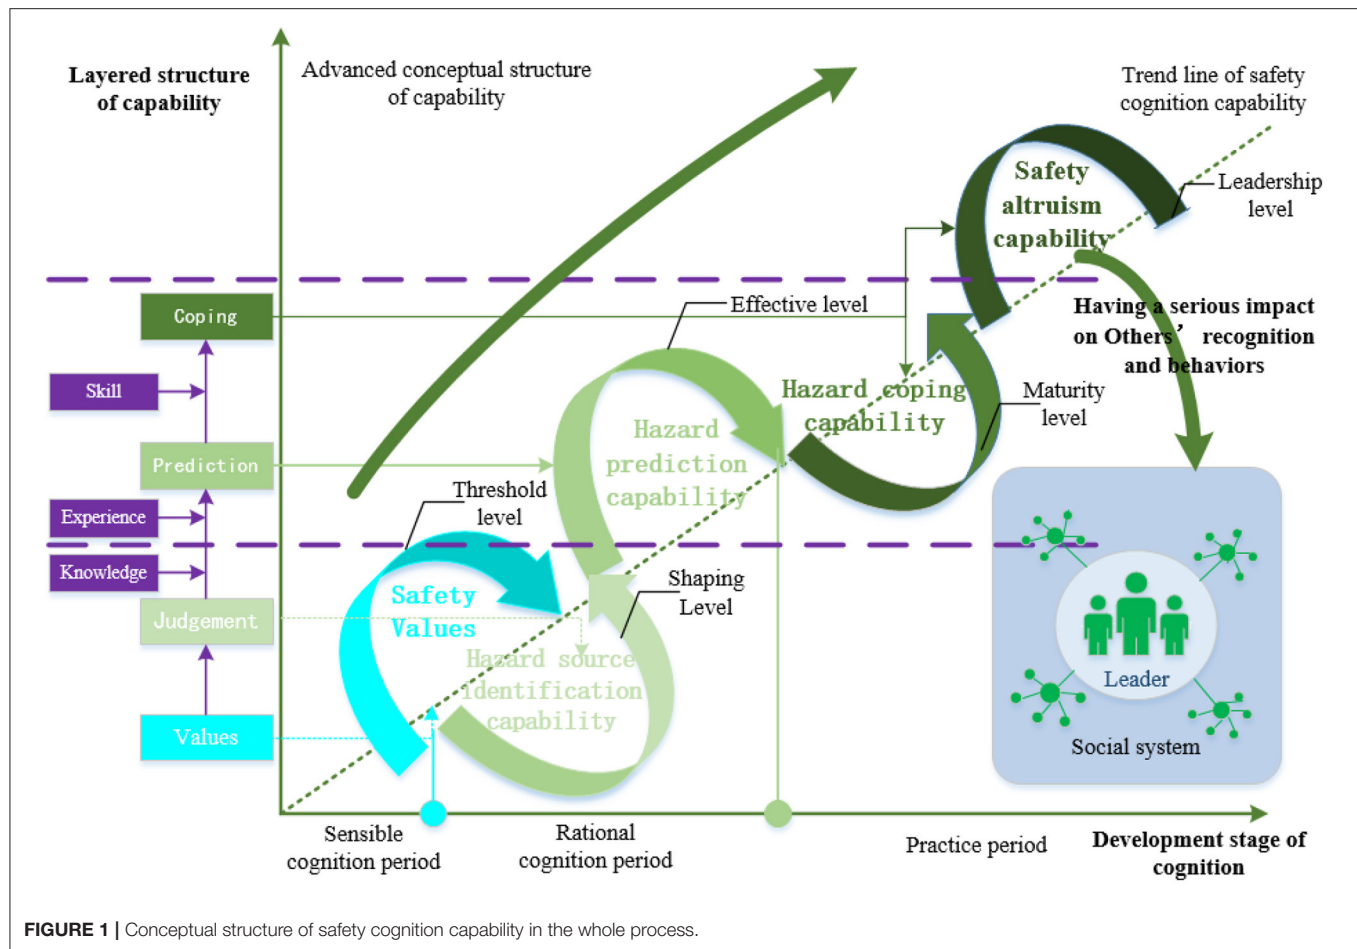 Layered structure
of capability
Advanced conceptual structure
of capability
Trend line of safety
cognition capability
Safety
altruism
capability
Leadership
level
Coping
Effective level
Having a serious impact
on Others’ recognition
and behaviors
Skill
Hazard coping
capability
Maturity
level
Prediction
Hazard
prediction
capability
Experience
Threshold
level
Knowledge
Shaping
Level
Safety
Values
Judgement
Hazard source
identification
capability
Values
Leader
Social system
Sensible
cognition period
Rational
cognition period
Practice period
Development stage of
cognition
FIGURE 1 | Conceptual structure of safety cognition capability in the whole process.